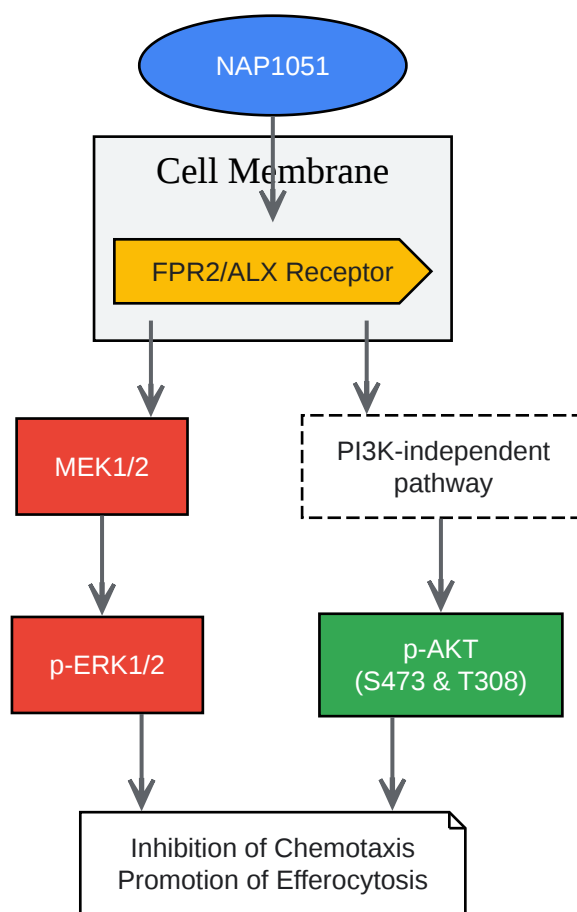 NAP1051
Cell Membrane
FPR2/ALX Receptor
MEK1/2
PI3K-independent
pathway
p-ERK1/2
p-AKT
(S473 & T308)
Inhibition of Chemotaxis
Promotion of Efferocytosis